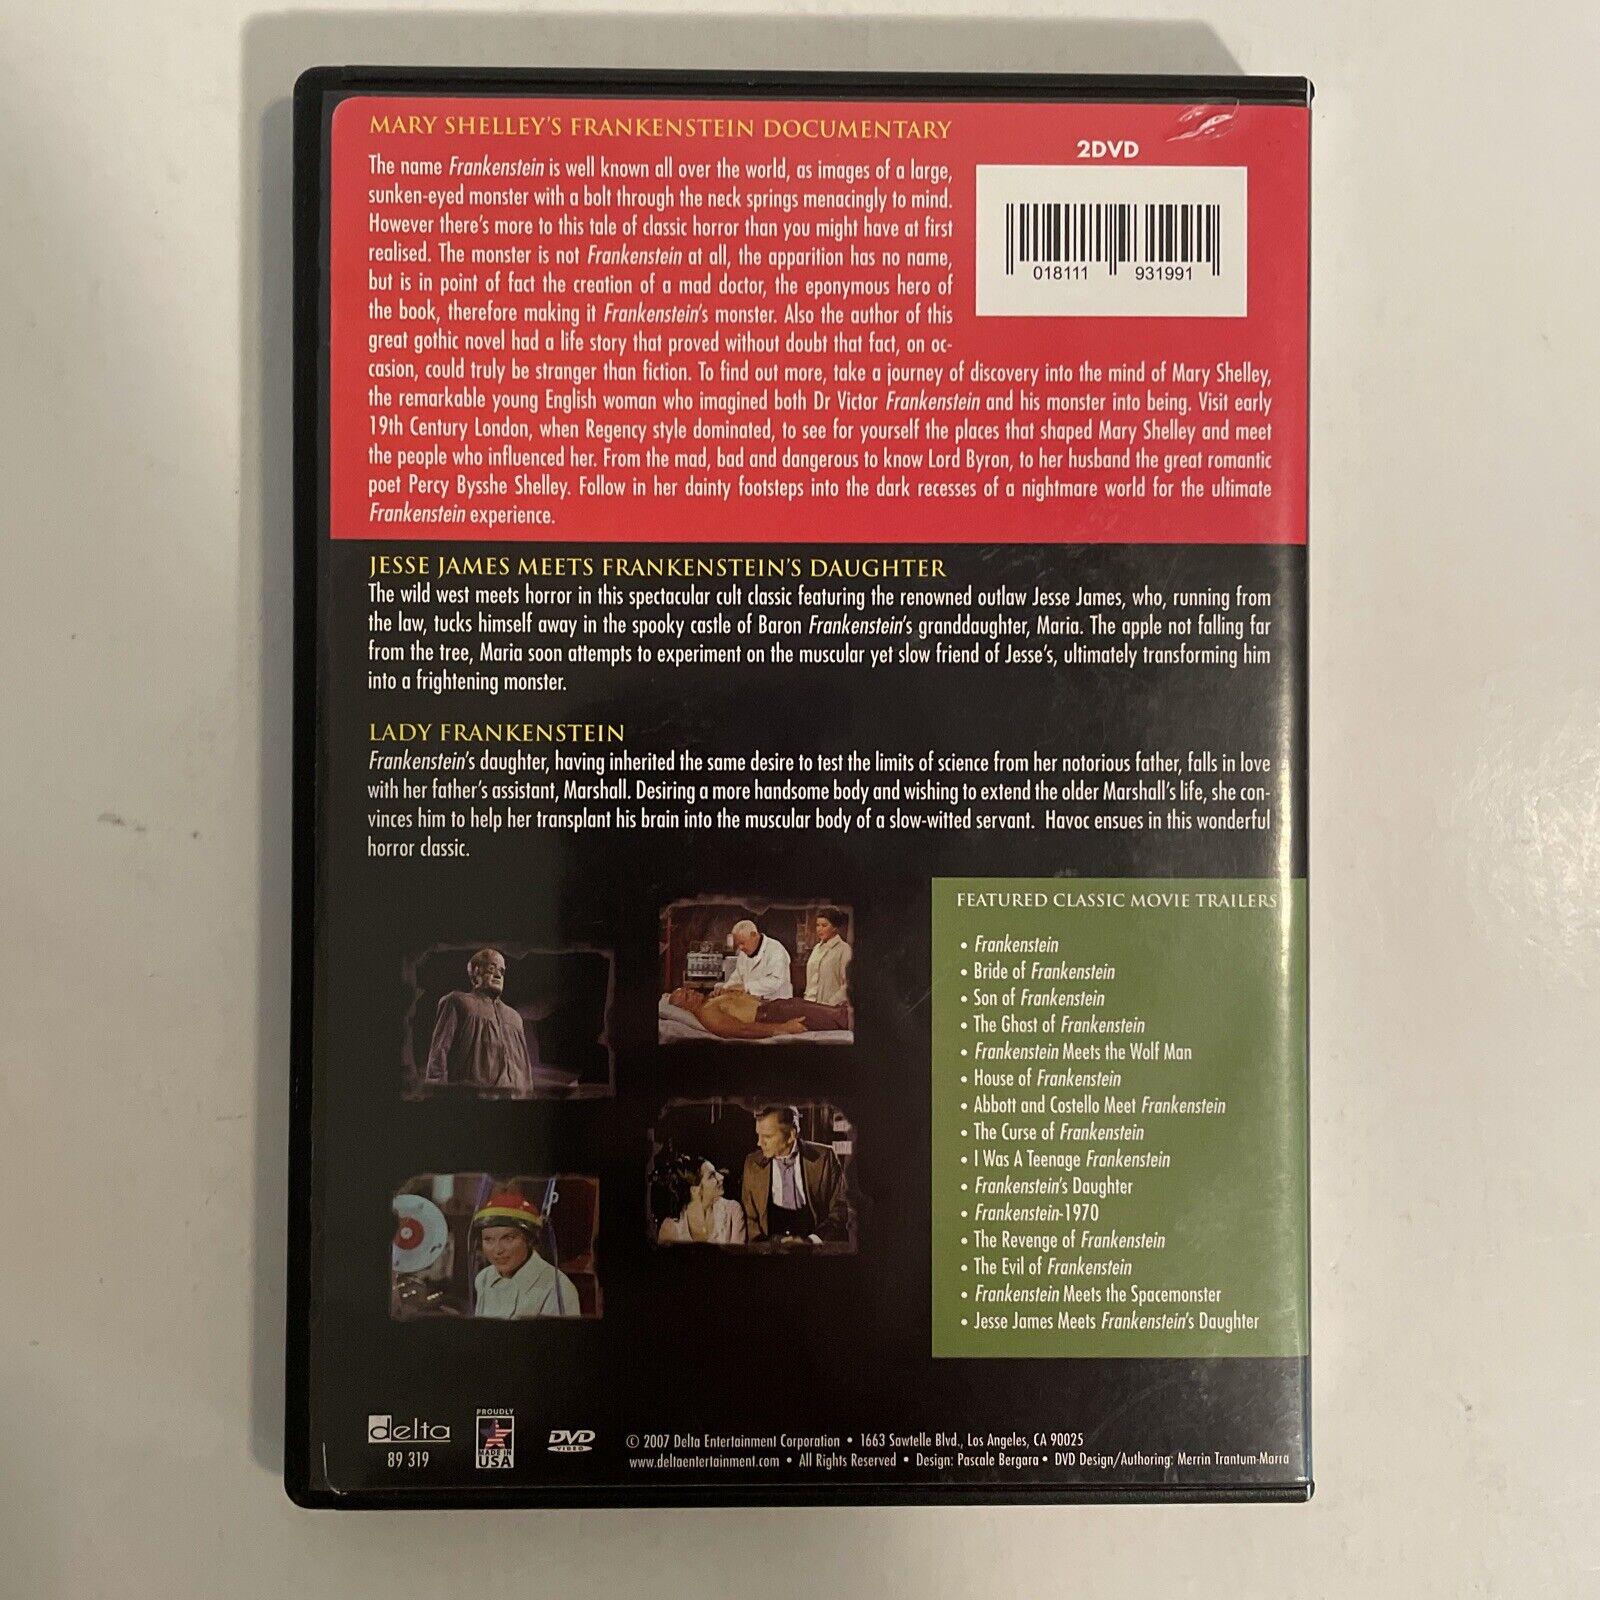 MARY SHELLEY'S FRANKENSTEIN DOCUMENTARY
2DVD
The name Frankenstein is well known all over the world, as images of a large,
sunken-eyed monster with a bolt through the neck springs menacingly to mind.
However there's more to this tale of classic horror than you might have at first
realised. The monster is not Frankenstein at all, the apparition has no name,
but is in point of fact the creation of a mad doctor, the eponymous hero of
the book, therefore making it Frankenstein's monster. Also the author of this
great gothic novel had a life story that proved without doubt that fact, on oc-
casion, could truly be stranger than fiction. To find out more, take a journey of discovery into the mind of Mary Shelley,
the remarkable young English woman who imagined both Dr Victor Frankenstein and his monster into being. Visit early
19th Century London, when Regency style dominated, to see for yourself the places that shaped Mary Shelley and meet
the people who influenced her. From the mad, bad and dangerous to know Lord Byron, to her husband the great romantic
poet Percy Bysshe Shelley. Follow in her dainty footsteps into the dark recesses of a nightmare world for the ultimate
Frankenstein experience.
018111 931991
JESSE JAMES MEETS FRANKENSTEIN'S DAUGHTER
The wild west meets horror in this spectacular cult classic featuring the renowned outlaw Jesse James, who, running from
the law, tucks himself away in the spooky castle of Baron Frankenstein's granddaughter, Maria. The apple not falling far
from the tree, Maria soon attempts to experiment on the muscular yet slow friend of Jesse's, ultimately transforming him
into a frightening monster.
LADY FRANKENSTEIN
Frankenstein's daughter, having inherited the same desire to test the limits of science from her notorious father, falls in love
with her father's assistant, Marshall. Desiring a more handsome body and wishing to extend the older Marshall's life, she con-
vinces him to help her transplant his brain into the muscular body of a slow-witted servant. Havoc ensues in this wonderful
horror classic.
FEATURED CLASSIC MOVIE TRAILERS
• Frankenstein
• Bride of Frankenstein
• Son of Frankenstein
• The Ghost of Frankenstein
• Frankenstein Meets the Wolf Man
• House of Frankenstein
• Abbott and Costello Meet Frankenstein
• The Curse of Frankenstein
• I Was A Teenage Frankenstein
• Frankenstein's Daughter
• Frankenstein-1970
• The Revenge of Frankenstein
• The Evil of Frankenstein
• Frankenstein Meets the Spacemonster
• Jesse James Meets Frankenstein's Daughter
delta
89 319
PROUDLY
MADE IN
USA
DVD
VIDEO
© 2007 Delta Entertainment Corporation • 1663 Sawtelle Blvd., Los Angeles, CA 90025
www.deltaentertainment.com • All Rights Reserved • Design: Pascale Bergara • DVD Design/Authoring: Merrin Trantum-Marra